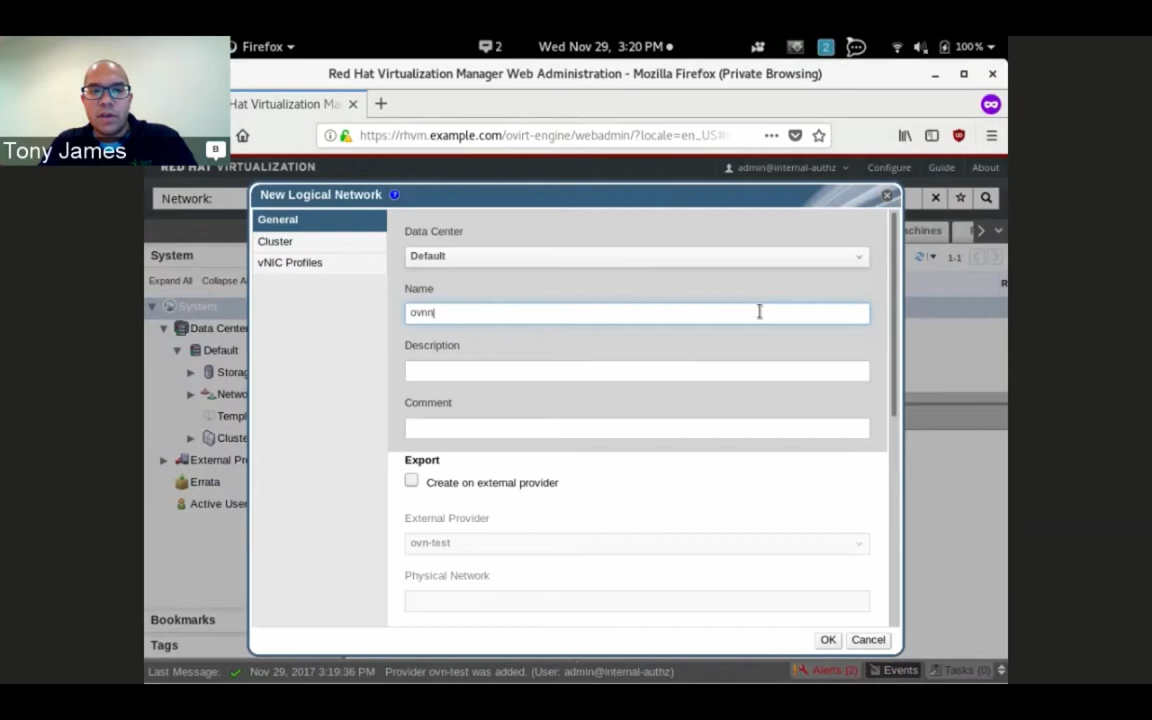 Firefox
2
Wed Nov 29, 3:20 PM
2
100%
Red Hat Virtualization Manager Web Administration - Mozilla Firefox (Private Browsing)
Hat Virtualization Ma
https://rhvm.example.com/ovirt-engine/webadmin/?locale=en_US#
Tony James
B
RED HAT VIRTUALIZATION
admin@internal-authz
Configure
Guide
About
Network:
New Logical Network
General
Cluster
vNIC Profiles
Data Center
Default
Name
ovnn
Description
Comment
Export
Create on external provider
External Provider
ovn-test
Physical Network
OK
Cancel
achines
1-1
System
Expand All
Collapse A
System
Data Cente
Default
Storag
Netwo
Templ
Cluste
External Pr
Errata
Active User
Bookmarks
Tags
Last Message:
Nov 29, 2017 3:19:36 PM
Provider ovn-test was added. (User: admin@internal-authz)
Alerts (2)
Events
Tasks (0)